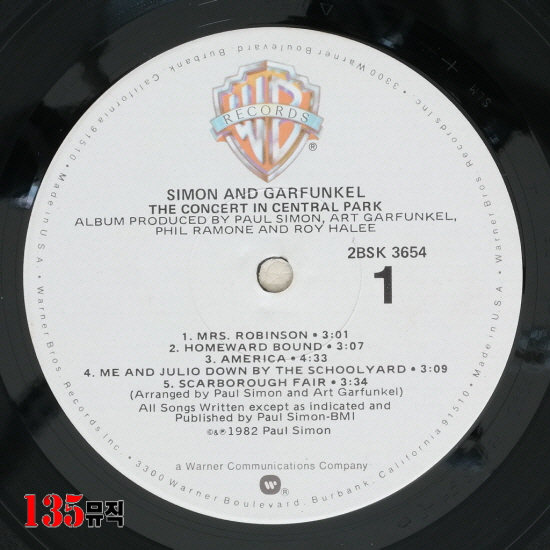 WB
RECORDS
®
SIMON AND GARFUNKEL
THE CONCERT IN CENTRAL PARK
ALBUM PRODUCED BY PAUL SIMON, ART GARFUNKEL,
PHIL RAMONE AND ROY HALEE
2BSK 3654
1
1. MRS. ROBINSON • 3:01
2. HOMEWARD BOUND • 3:07
3. AMERICA • 4:33
4. ME AND JULIO DOWN BY THE SCHOOLYARD • 3:09
5. SCARBOROUGH FAIR • 3:34
(Arranged by Paul Simon and Art Garfunkel)
All Songs Written except as indicated and
Published by Paul Simon-BMI
©&℗ 1982 Paul Simon
a Warner Communications Company
W ®
• 3300 Warner Boulevard, Burbank, California 91510 • Made in U.S.A. • Warner Bros. Records Inc. • 3300 Warner Boulevard, Burbank, California 91510 • Made in U.S.A. • Warner Bros. Records Inc.
135뮤직